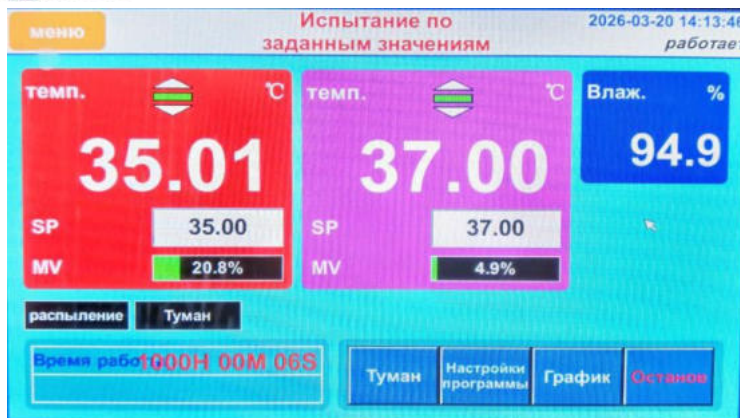 меню
Испытание по
заданным значениям
2026-03-20 14:13:46
работает
темп. ℃
35.01
SP 35.00
MV 20.8%
темп. ℃
37.00
SP 37.00
MV 4.9%
Влаж. %
94.9
распыление
Туман
Время работы
1000H 00M 06S
Туман
Настройки
программы
График
Останов